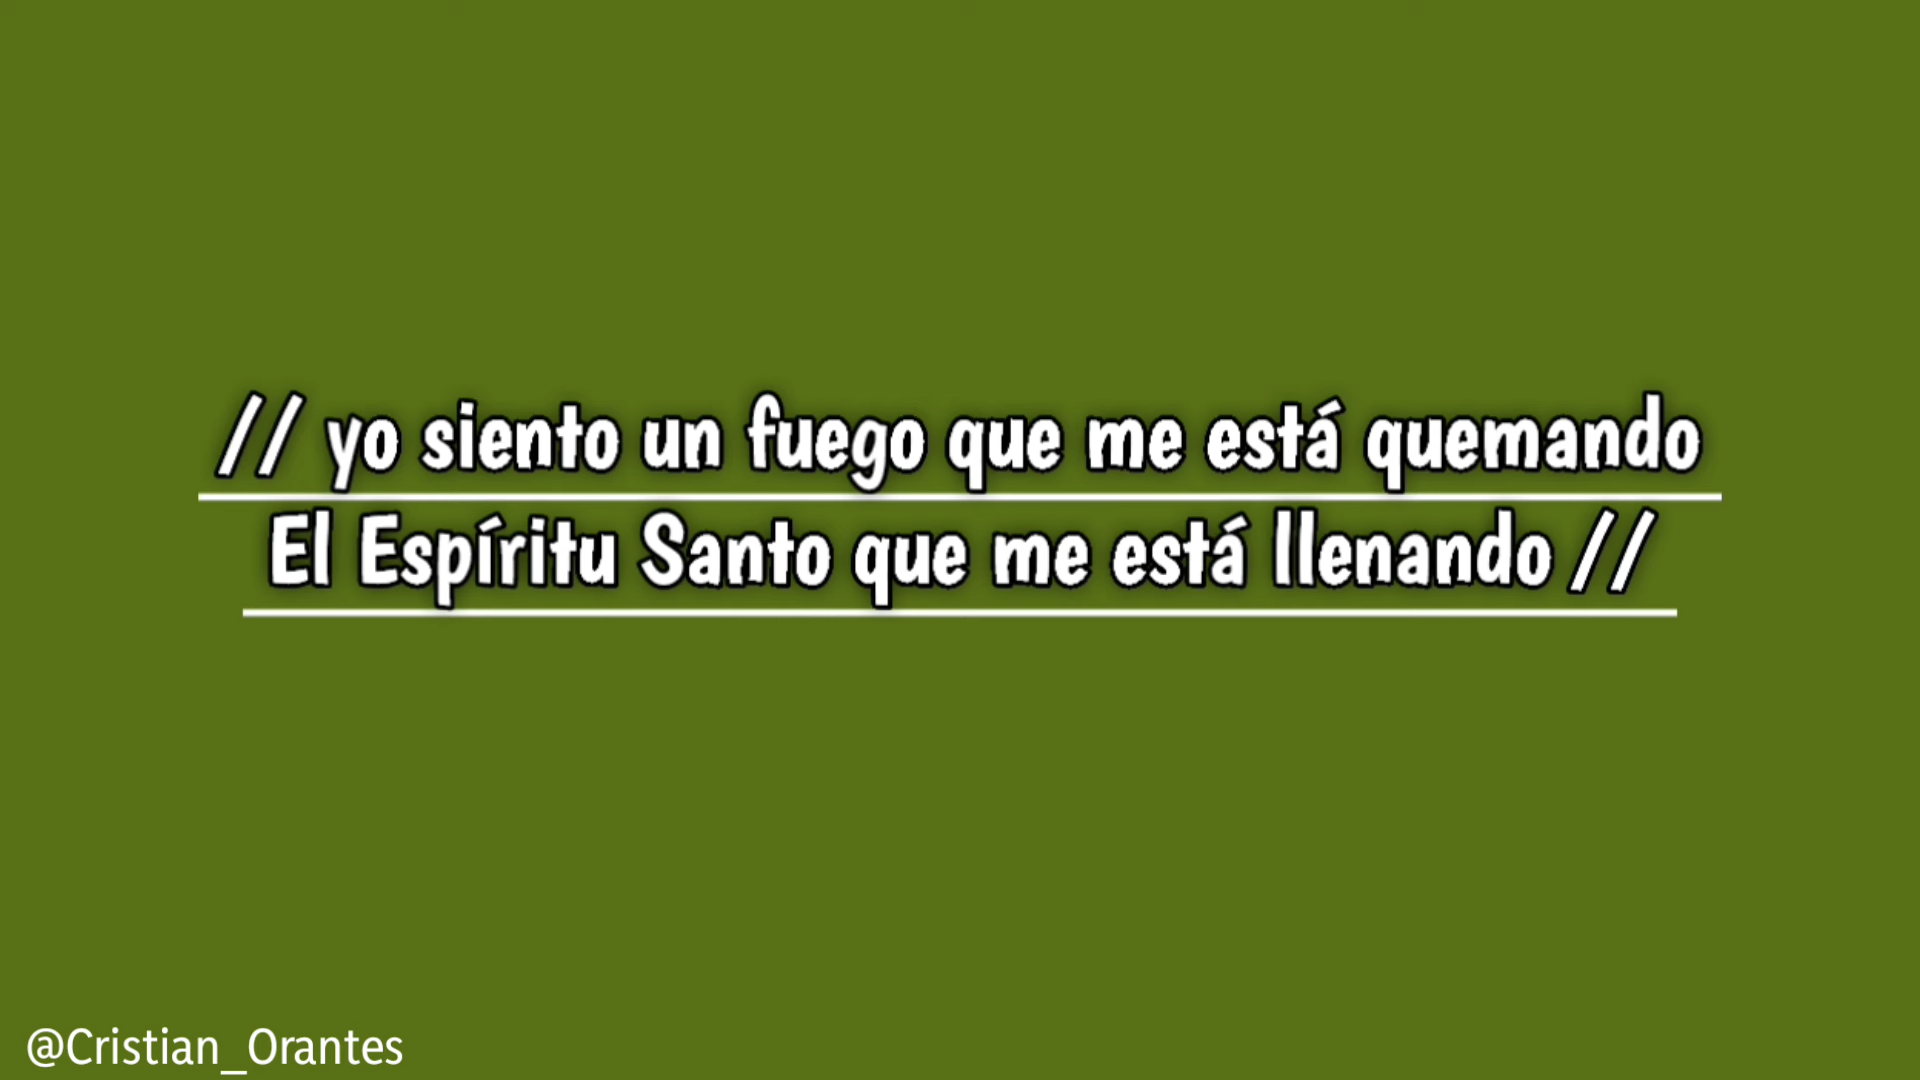 // yo siento un fuego que me está quemando
El Espíritu Santo que me está llenando //
@Cristian_Orantes